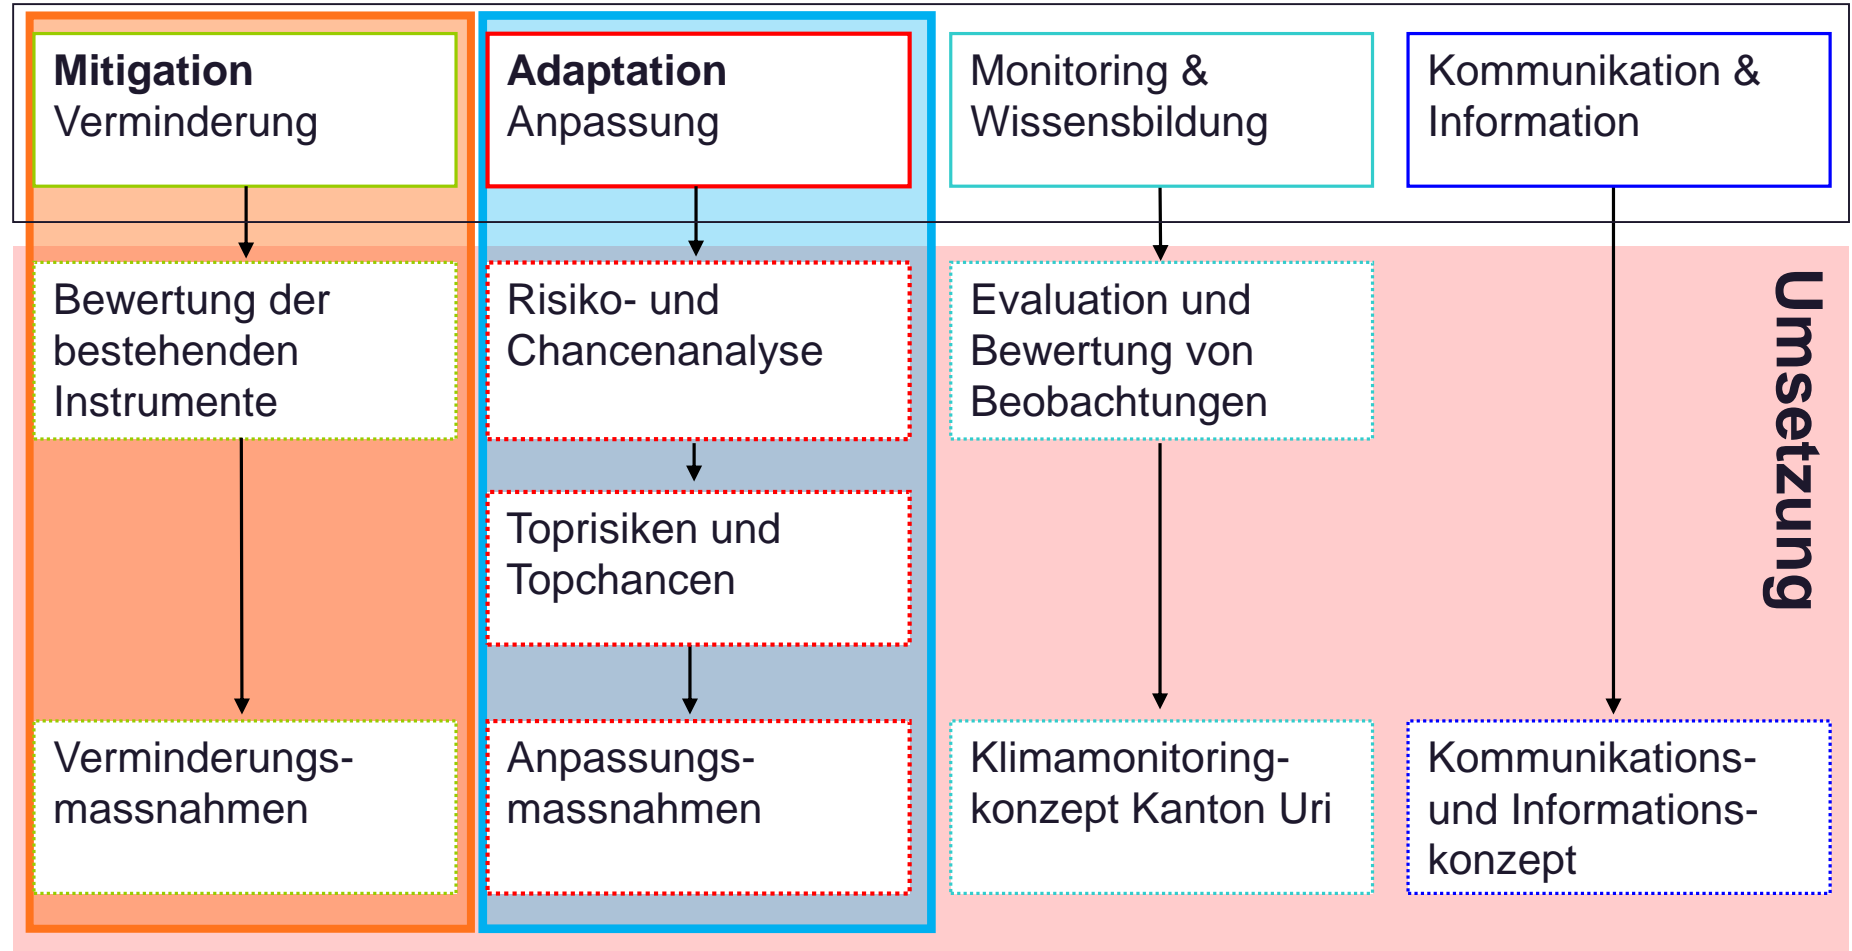 Mitigation
Verminderung
Adaptation
Anpassung
Monitoring &
Wissensbildung
Kommunikation &
Information
Bewertung der
bestehenden
Instrumente
Risiko- und
Chancenanalyse
Evaluation und
Bewertung von
Beobachtungen
Umsetzung
Toprisiken und
Topchancen
Verminderungs-
massnahmen
Anpassungs-
massnahmen
Klimamonitoring-
konzept Kanton Uri
Kommunikations-
und Informations-
konzept